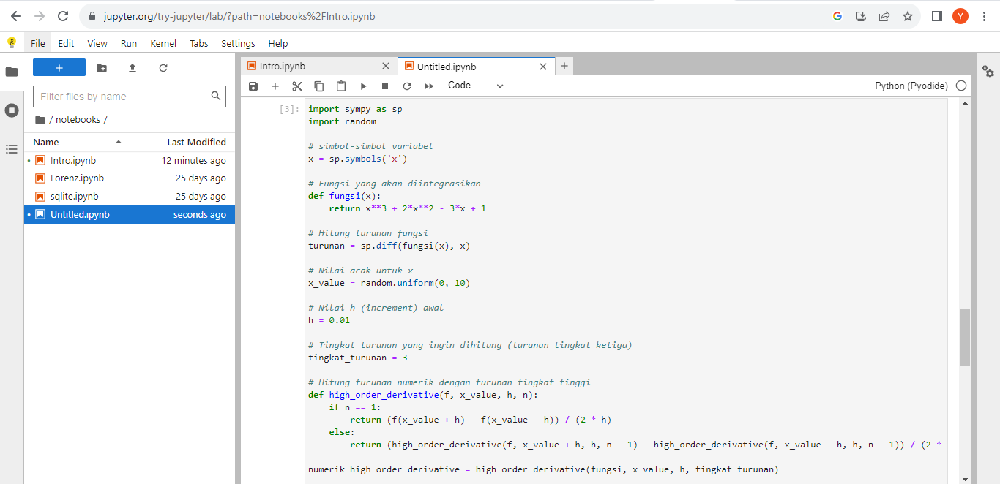 jupyter.org/try-jupyter/lab/?path=notebooks%2FIntro.ipynb
G
Y
File Edit View Run Kernel Tabs Settings Help
+
Intro.ipynb
Untitled.ipynb
+
Code
Python (Pyodide)
Filter files by name
/ notebooks /
Name Last Modified
Intro.ipynb 12 minutes ago
Lorenz.ipynb 25 days ago
sqlite.ipynb 25 days ago
Untitled.ipynb seconds ago
[3]:
import sympy as sp
import random
# simbol-simbol variabel
x = sp.symbols('x')
# Fungsi yang akan diintegrasikan
def fungsi(x):
    return x**3 + 2*x**2 - 3*x + 1
# Hitung turunan fungsi
turunan = sp.diff(fungsi(x), x)
# Nilai acak untuk x
x_value = random.uniform(0, 10)
# Nilai h (increment) awal
h = 0.01
# Tingkat turunan yang ingin dihitung (turunan tingkat ketiga)
tingkat_turunan = 3
# Hitung turunan numerik dengan turunan tingkat tinggi
def high_order_derivative(f, x_value, h, n):
    if n == 1:
        return (f(x_value + h) - f(x_value - h)) / (2 * h)
    else:
        return (high_order_derivative(f, x_value + h, h, n - 1) - high_order_derivative(f, x_value - h, h, n - 1)) / (2 *
numerik_high_order_derivative = high_order_derivative(fungsi, x_value, h, tingkat_turunan)